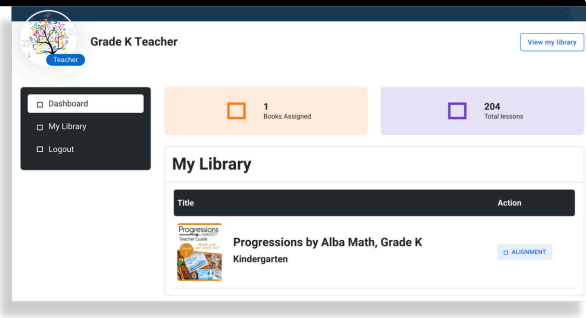 Grade K Teacher
Teacher
View my library
Dashboard
My Library
Logout
1
Books Assigned
204
Total lessons
My Library
Title
Action
Progressions
Teacher Guide
Progressions by Alba Math, Grade K
Kindergarten
ALIGNMENT